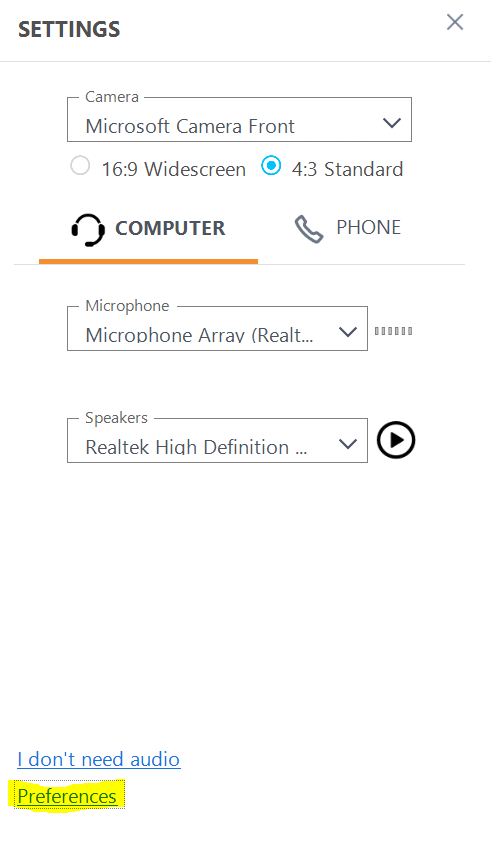 SETTINGS
Camera
Microsoft Camera Front
16:9 Widescreen 4:3 Standard
COMPUTER PHONE
Microphone
Microphone Array (Realt...
Speakers
Realtek High Definition ...
I don't need audio
Preferences